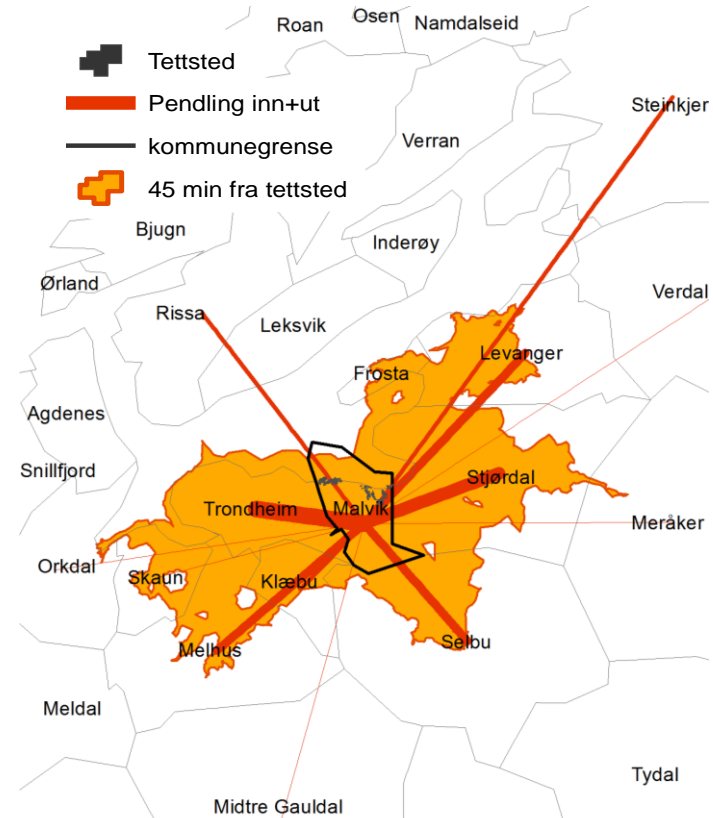 Roan
Osen
Namdalseid
Tettsted
Pendling inn+ut
Steinkjer
kommunegrense
Verran
45 min fra tettsted
Bjugn
Inderøy
Ørland
Verdal
Rissa
Leksvik
Levanger
Frosta
Agdenes
Snillfjord
Stjørdal
Trondheim
Malvik
Meråker
Orkdal
Skaun
Klæbu
Melhus
Selbu
Meldal
Tydal
Midtre Gauldal